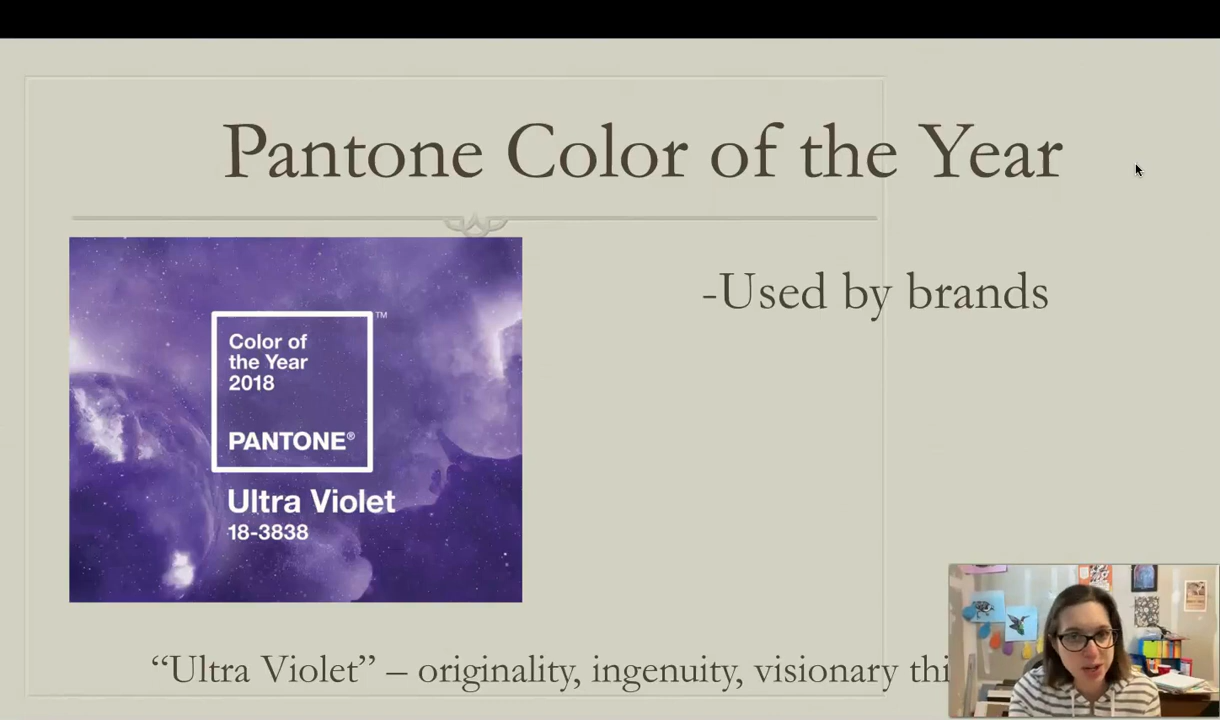 Pantone Color of the Year
-Used by brands
Color of
the Year
2018
™
PANTONE®
Ultra Violet
18-3838
“Ultra Violet” – originality, ingenuity, visionary